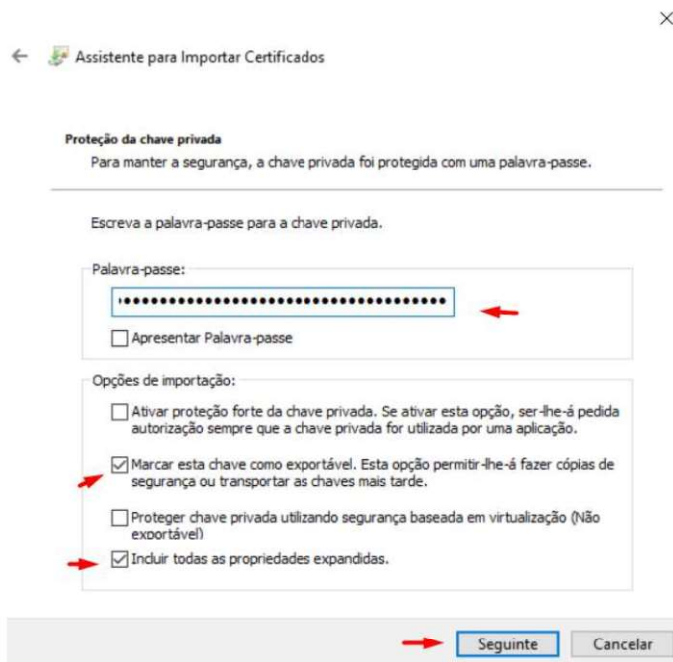 Assistente para Importar Certificados
Proteção da chave privada
Para manter a segurança, a chave privada foi protegida com uma palavra-passe.
Escreva a palavra-passe para a chave privada.
Palavra-passe:
Apresentar Palavra-passe
Opções de importação:
Ativar proteção forte da chave privada. Se ativar esta opção, ser-lhe-á pedida
autorização sempre que a chave privada for utilizada por uma aplicação.
Marcar esta chave como exportável. Esta opção permitir-lhe-á fazer cópias de
segurança ou transportar as chaves mais tarde.
Proteger chave privada utilizando segurança baseada em virtualização (Não
exportável)
Incluir todas as propriedades expandidas.
Seguinte
Cancelar